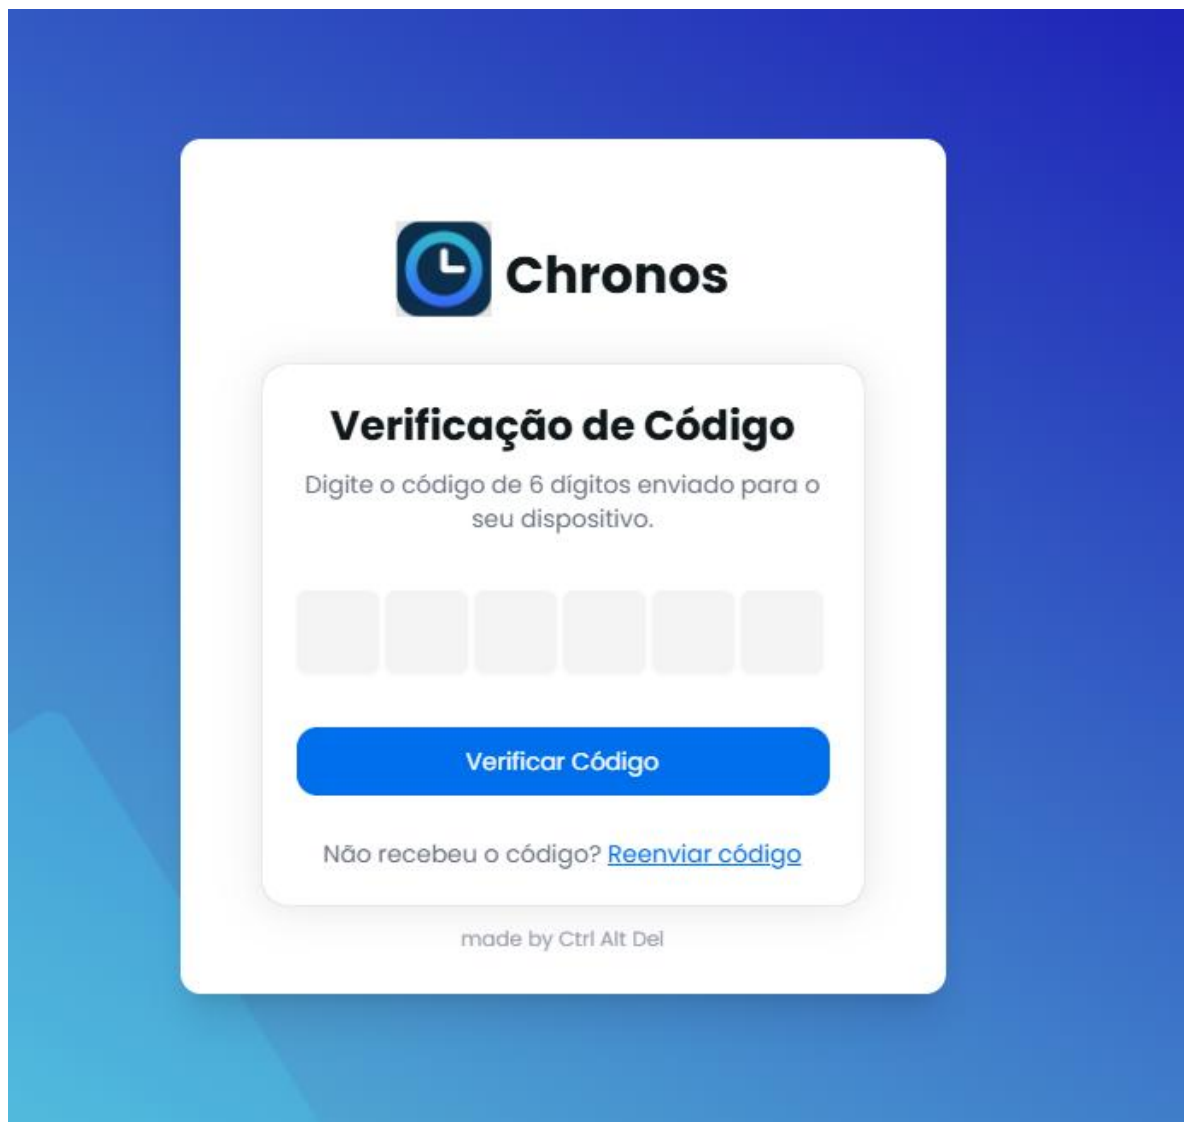 Chronos
Verificação de Código
Digite o código de 6 dígitos enviado para o
seu dispositivo.
Verificar Código
Não recebeu o código? Reenviar código
made by Ctrl Alt Del